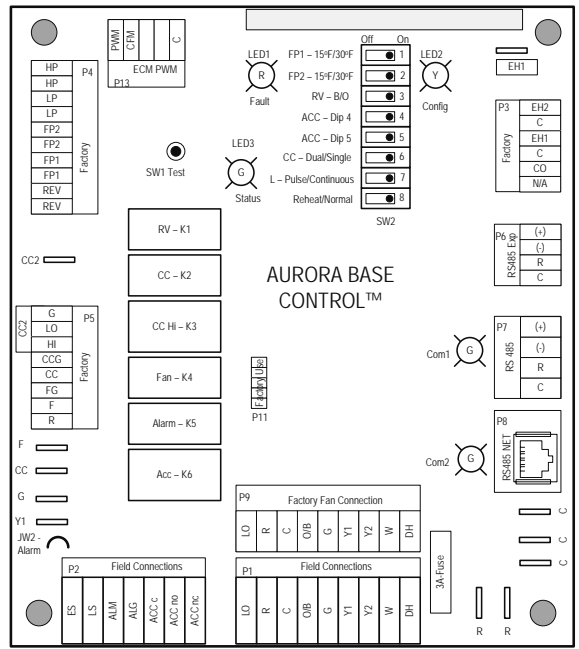 PWM
CFM
C
ECM PWM
P13
HP
HP
LP
LP
FP2
FP2
FP1
FP1
REV
REV
P4
Factory
SW1 Test
LED1
R
Fault
LED3
G
Status
Off On
FP1 – 15ºF/30ºF 1
FP2 – 15ºF/30ºF 2
RV – B/O 3
ACC – Dip 4 4
ACC – Dip 5 5
CC – Dual/Single 6
L – Pulse/Continuous 7
Reheat/Normal 8
SW2
LED2
Y
Config
EH1
P3
Factory
EH2
C
EH1
C
CO
N/A
P6
RS485 Exp
(+)
(-)
R
C
RV – K1
CC – K2
CC Hi – K3
Fan – K4
Alarm – K5
Acc – K6
CC2
AURORA BASE
CONTROL™
CC2
G
LO
HI
CCG
CC
FG
F
R
P5
Factory
Factory Use
P11
Com1
G
P7
RS 485
(+)
(-)
R
C
Com2
G
P8
RS485 NET
F
CC
G
Y1
JW2 -
Alarm
P9
Factory Fan Connection
LO
R
C
O/B
G
Y1
Y2
W
DH
P2
Field Connections
ES
LS
ALM
ALG
ACC c
ACC no
ACC nc
P1
Field Connections
LO
R
C
O/B
G
Y1
Y2
W
DH
3A-Fuse
C
C
C
R
R